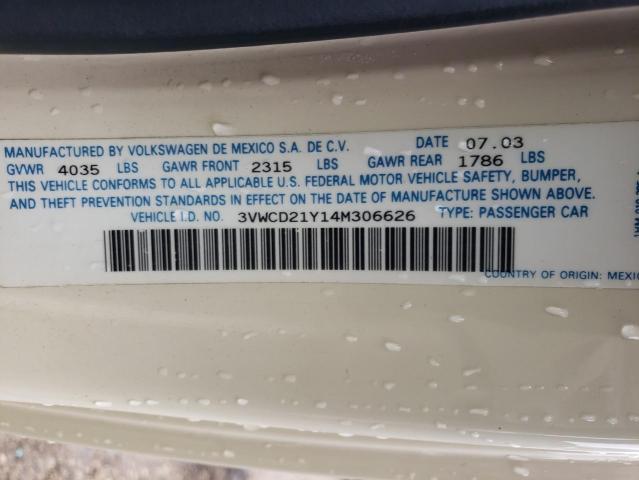 MANUFACTURED BY VOLKSWAGEN DE MEXICO S.A. DE C.V. DATE 07.03
GVWR 4035 LBS GAWR FRONT 2315 LBS GAWR REAR 1786 LBS
THIS VEHICLE CONFORMS TO ALL APPLICABLE U.S. FEDERAL MOTOR VEHICLE SAFETY, BUMPER,
AND THEFT PREVENTION STANDARDS IN EFFECT ON THE DATE OF MANUFACTURE SHOWN ABOVE.
VEHICLE I.D. NO. 3VWCD21Y14M306626 TYPE: PASSENGER CAR
COUNTRY OF ORIGIN: